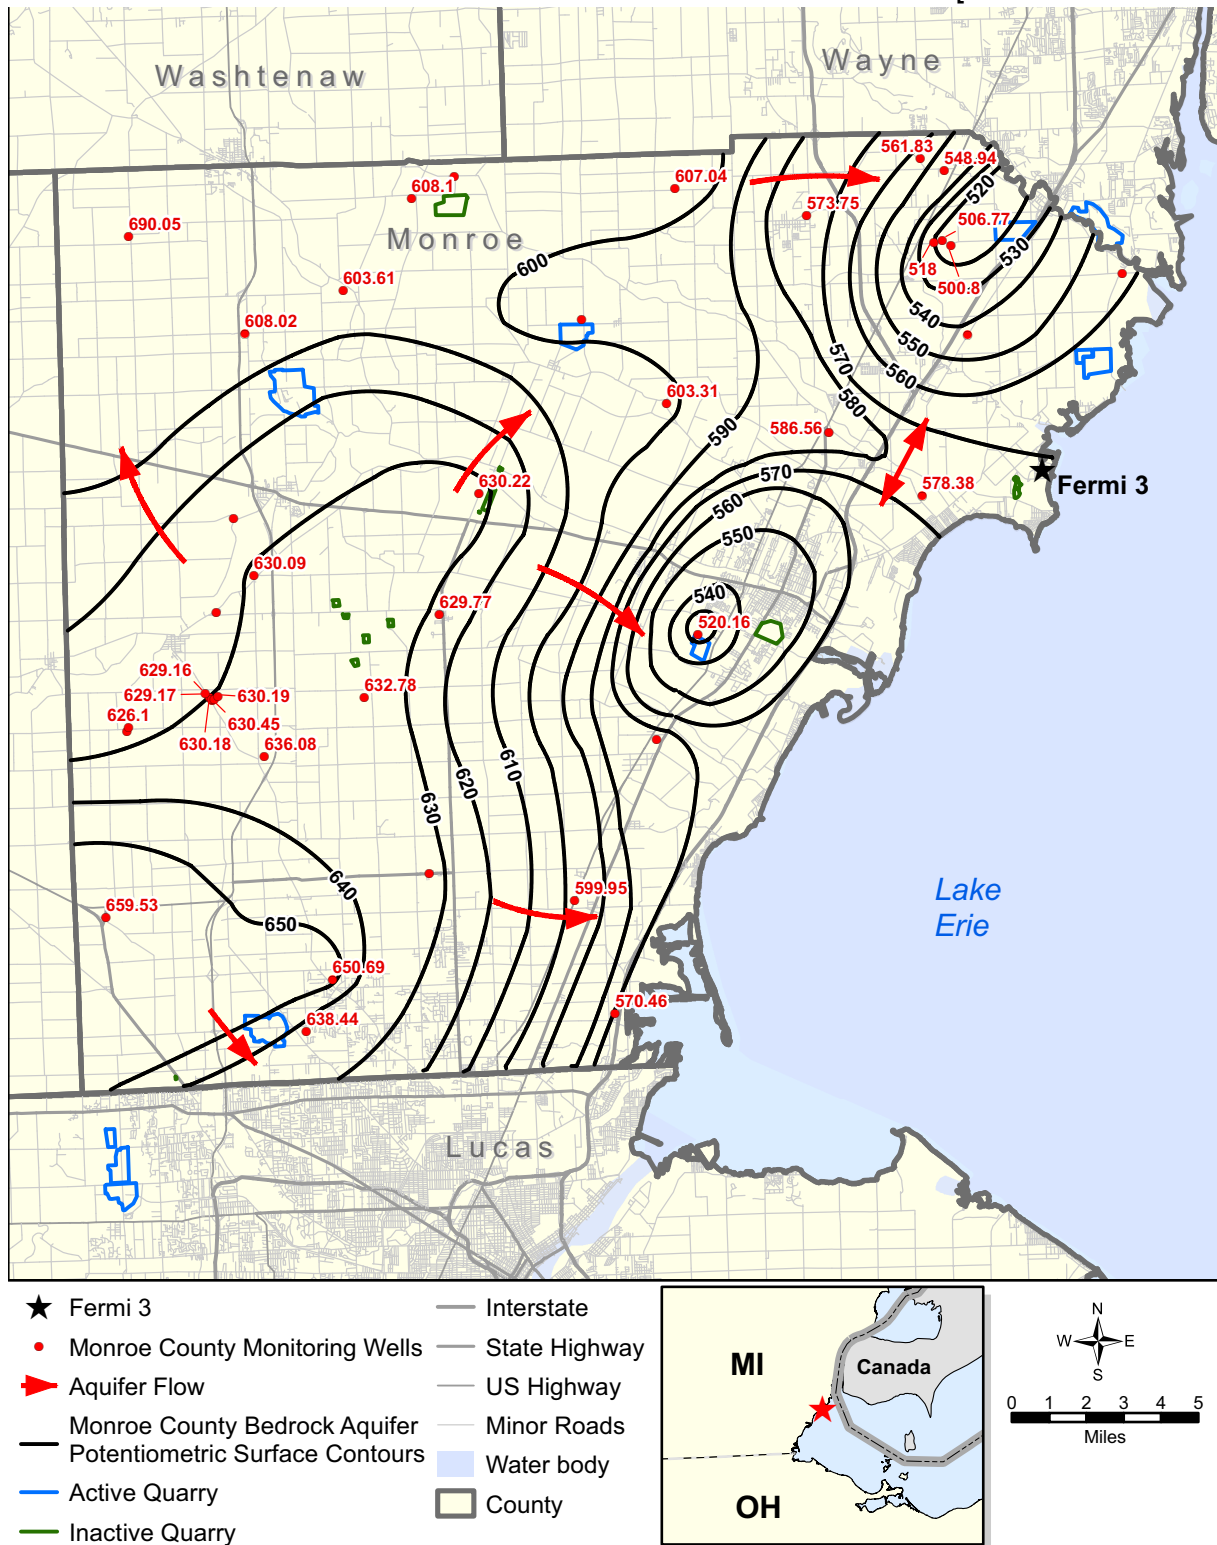 [
Washtenaw
Wayne
561.83
548.94
520
608.1
607.04
573.75
506.77
690.05
Monroe
530
518
500.8
600
603.61
540
608.02
550
570
560
603.31
580
590
586.56
570
578.38
Fermi 3
630.22
560
550
630.09
540
629.77
520.16
629.16
629.17
630.19
632.78
626.1
630.45
630.18
636.08
610
620
630
640
599.95
Lake
Erie
659.53
650
650.69
570.46
638.44
Lucas
Fermi 3
Monroe County Monitoring Wells
Aquifer Flow
Monroe County Bedrock Aquifer
Potentiometric Surface Contours
Active Quarry
Inactive Quarry
Interstate
State Highway
US Highway
Minor Roads
Water body
County
MI
Canada
OH
N
W E
S
0 1 2 3 4 5
Miles